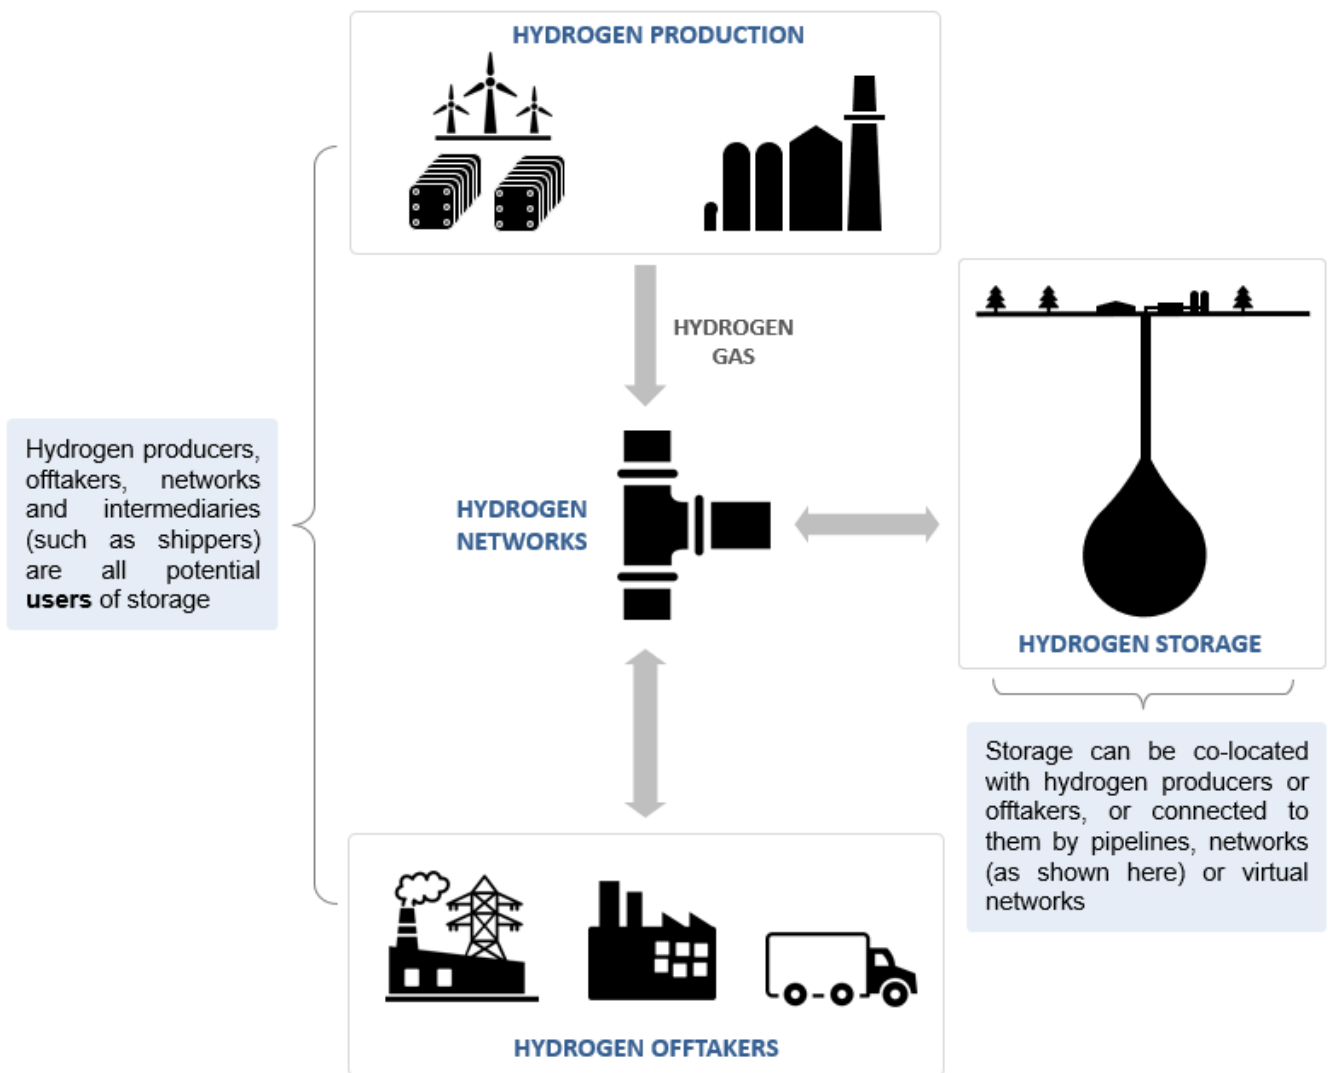 HYDROGEN PRODUCTION
HYDROGEN
GAS
Hydrogen producers,
offtakers, networks
and intermediaries
(such as shippers)
are all potential
users of storage
HYDROGEN
NETWORKS
HYDROGEN STORAGE
Storage can be co-located
with hydrogen producers or
offtakers, or connected to
them by pipelines, networks
(as shown here) or virtual
networks
HYDROGEN OFFTAKERS